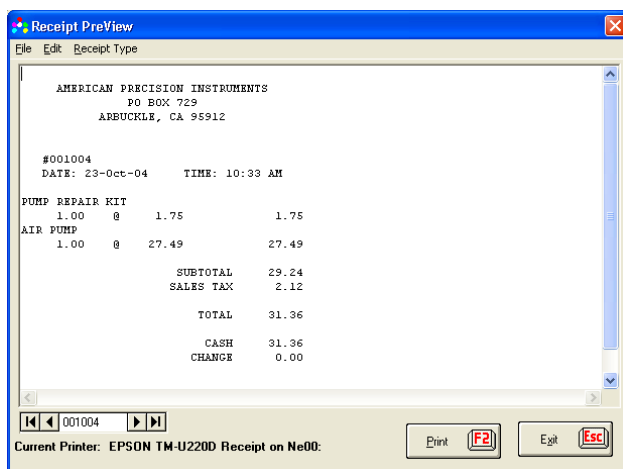 Receipt PreView
File Edit Receipt Type
AMERICAN PRECISION INSTRUMENTS
PO BOX 729
ARBUCKLE, CA 95912
#001004
DATE: 23-Oct-04 TIME: 10:33 AM
PUMP REPAIR KIT
1.00 @ 1.75 1.75
AIR PUMP
1.00 @ 27.49 27.49
SUBTOTAL 29.24
SALES TAX 2.12
TOTAL 31.36
CASH 31.36
CHANGE 0.00
001004
Print F2 Exit Esc
Current Printer: EPSON TM-U220D Receipt on Ne00: